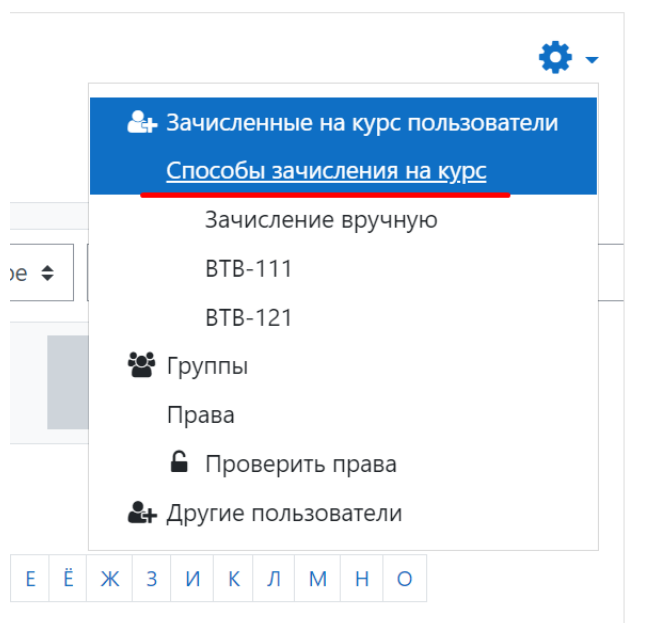 Зачисленные на курс пользователи
Способы зачисления на курс
Зачисление вручную
ое
ВТВ-111
ВТВ-121
Группы
Права
Проверить права
Другие пользователи
Е Ё Ж З И К Л М Н О